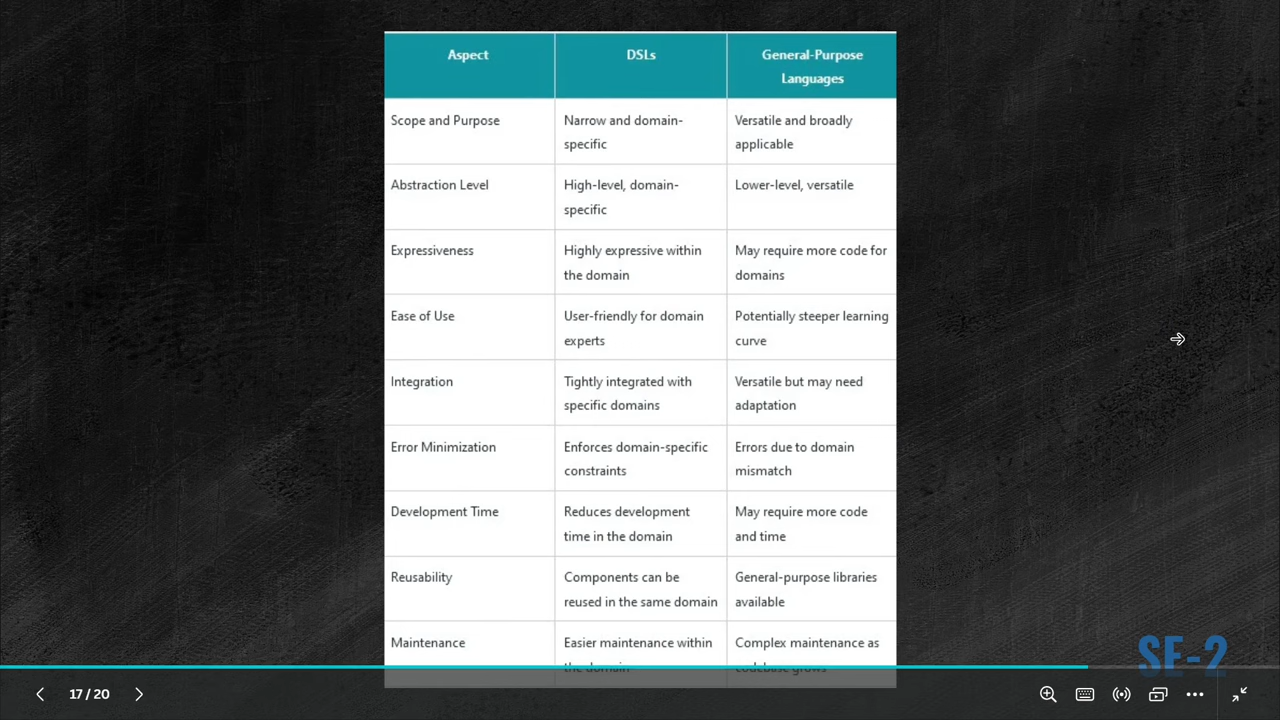 Aspect
DSLs
General-Purpose
Languages
Scope and Purpose
Narrow and domain-
specific
Versatile and broadly
applicable
Abstraction Level
High-level, domain-
specific
Lower-level, versatile
Expressiveness
Highly expressive within
the domain
May require more code for
domains
Ease of Use
User-friendly for domain
experts
Potentially steeper learning
curve
Integration
Tightly integrated with
specific domains
Versatile but may need
adaptation
Error Minimization
Enforces domain-specific
constraints
Errors due to domain
mismatch
Development Time
Reduces development
time in the domain
May require more code
and time
Reusability
Components can be
reused in the same domain
General-purpose libraries
available
Maintenance
Easier maintenance within
the domain
Complex maintenance as
codebase grows
SE-2
17 / 20